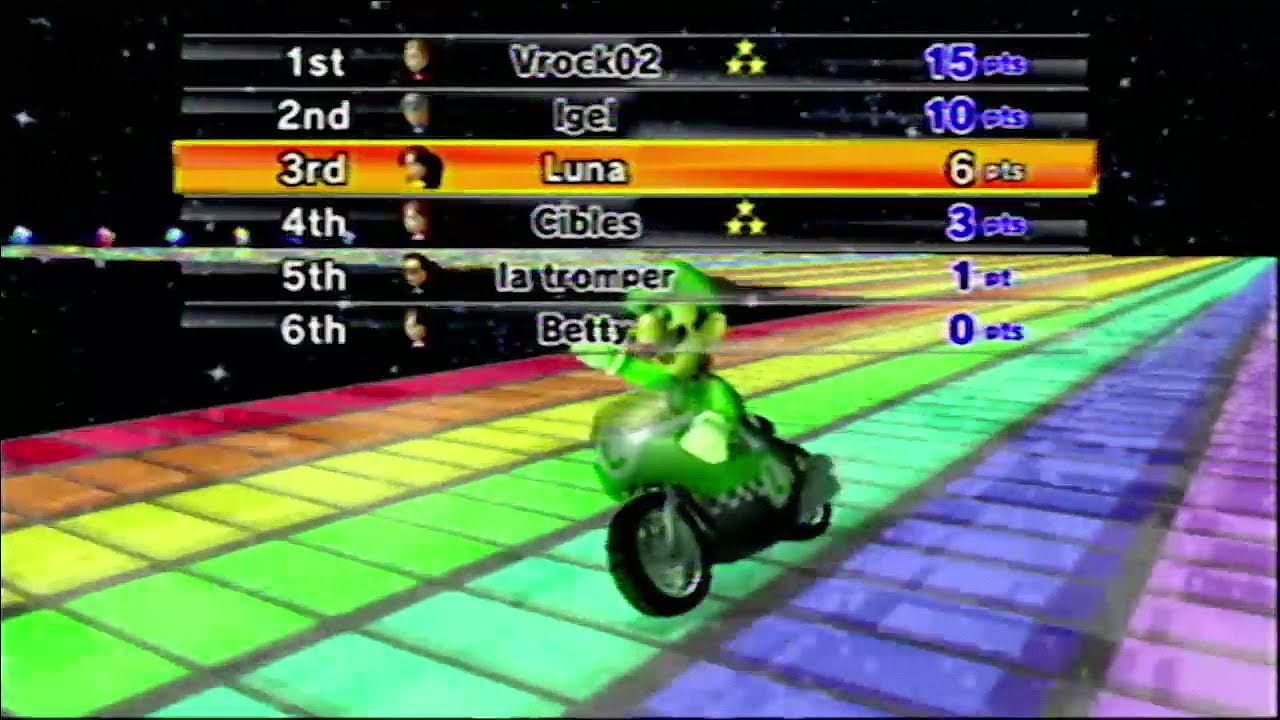 1st Vrock02 15 pts
2nd Igel 10 pts
3rd Luna 6 pts
4th Cibles 3 pts
5th la tromper 1 pt
6th Betty 0 pts